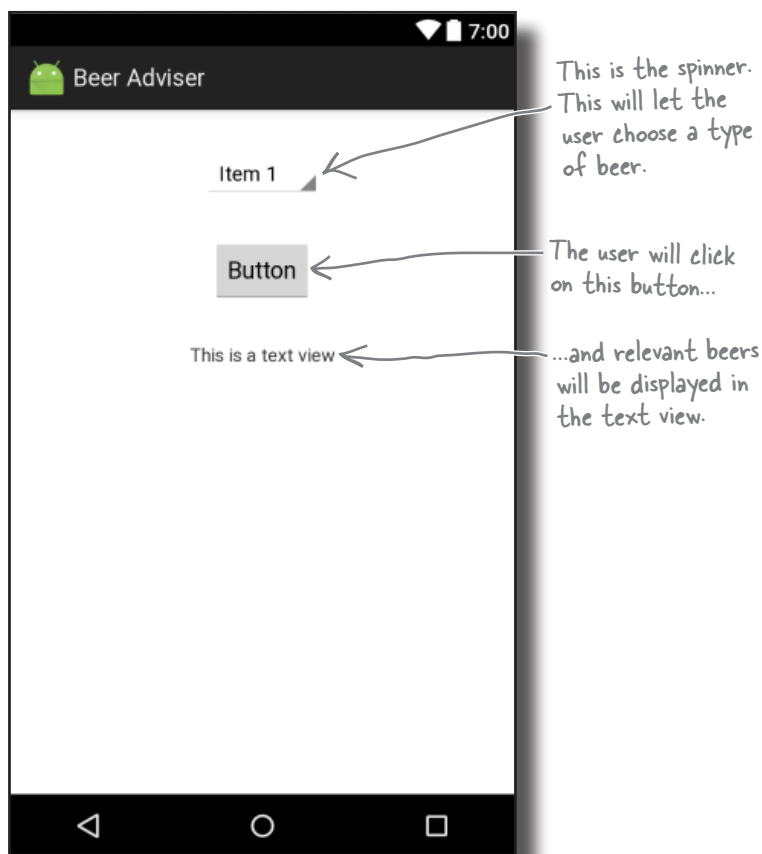 7:00
Beer Adviser
Item 1
This is the spinner.
This will let the
user choose a type
of beer.
Button
The user will click
on this button...
This is a text view
...and relevant beers
will be displayed in
the text view.